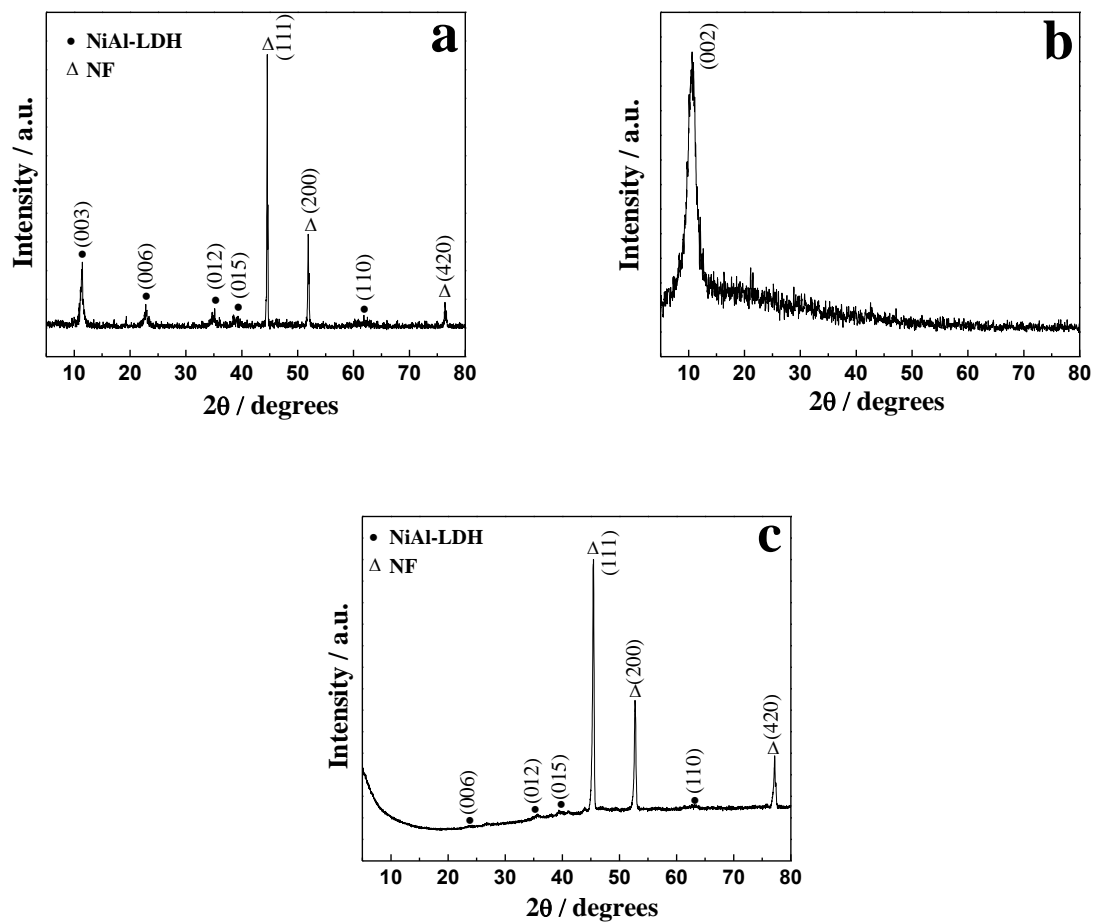 a
● NiAl-LDH
Δ NF
Δ
(111)
Δ (200)
●(003)
●(006)
●(012)
●(015)
●(110)
Δ(420)
Intensity / a.u.
10 20 30 40 50 60 70 80
2θ / degrees
b
(002)
Intensity / a.u.
10 20 30 40 50 60 70 80
2θ / degrees
c
● NiAl-LDH
Δ NF
Δ
(111)
Δ(200)
Δ(420)
●(006)
●(012)
●(015)
●(110)
Intensity / a.u.
10 20 30 40 50 60 70 80
2θ / degrees